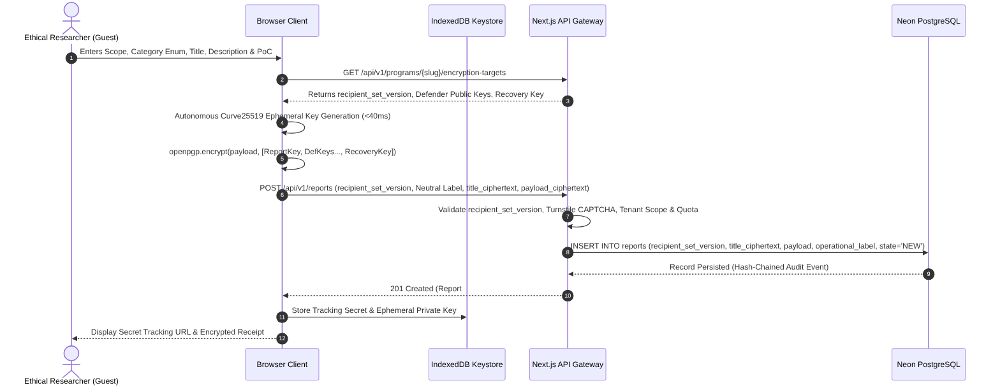 Ethical Researcher (Guest)
Browser Client
IndexedDB Keystore
Next.js API Gateway
Neon PostgreSQL
1 Enters Scope, Category Enum, Title, Description & PoC
2 GET /api/v1/programs/{slug}/encryption-targets
Returns recipient_set_version, Defender Public Keys, Recovery Key 3
Autonomous Curve25519 Ephemeral Key Generation (<40ms)
4
openpgp.encrypt(payload, [ReportKey, DefKeys..., RecoveryKey])
5
POST /api/v1/reports (recipient_set_version, Neutral Label, title_ciphertext, payload_ciphertext)
6
Validate recipient_set_version, Turnstile CAPTCHA, Tenant Scope & Quota
7
INSERT INTO reports (recipient_set_version, title_ciphertext, payload, operational_label, state='NEW')
8
Record Persisted (Hash-Chained Audit Event) 9
201 Created (Report 10
11 Store Tracking Secret & Ephemeral Private Key
Display Secret Tracking URL & Encrypted Receipt 12
Ethical Researcher (Guest)
Browser Client
IndexedDB Keystore
Next.js API Gateway
Neon PostgreSQL